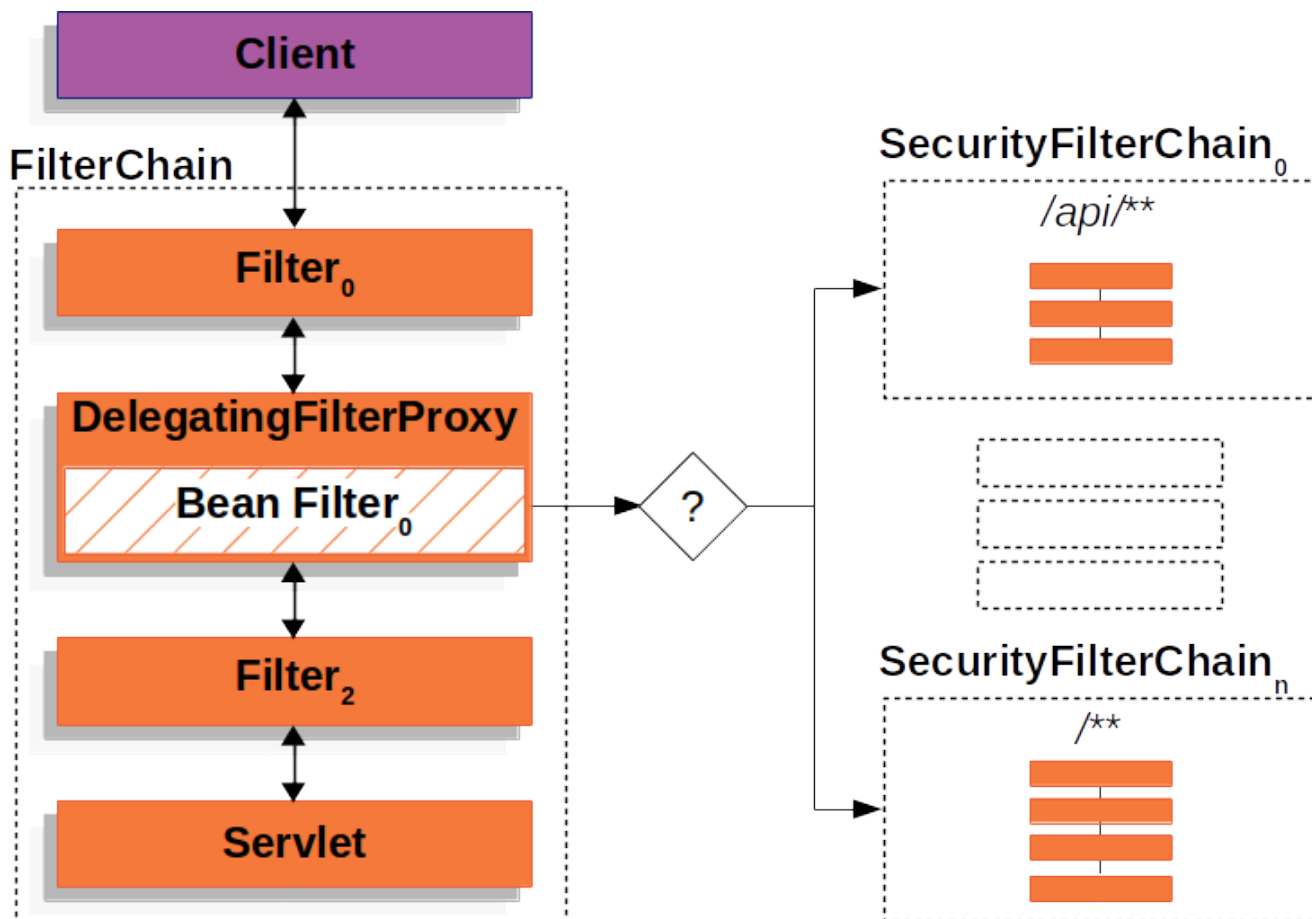 Client
FilterChain
Filter0
DelegatingFilterProxy
Bean Filter0
Filter2
Servlet
?
SecurityFilterChain0
/api/**
SecurityFilterChainn
/**